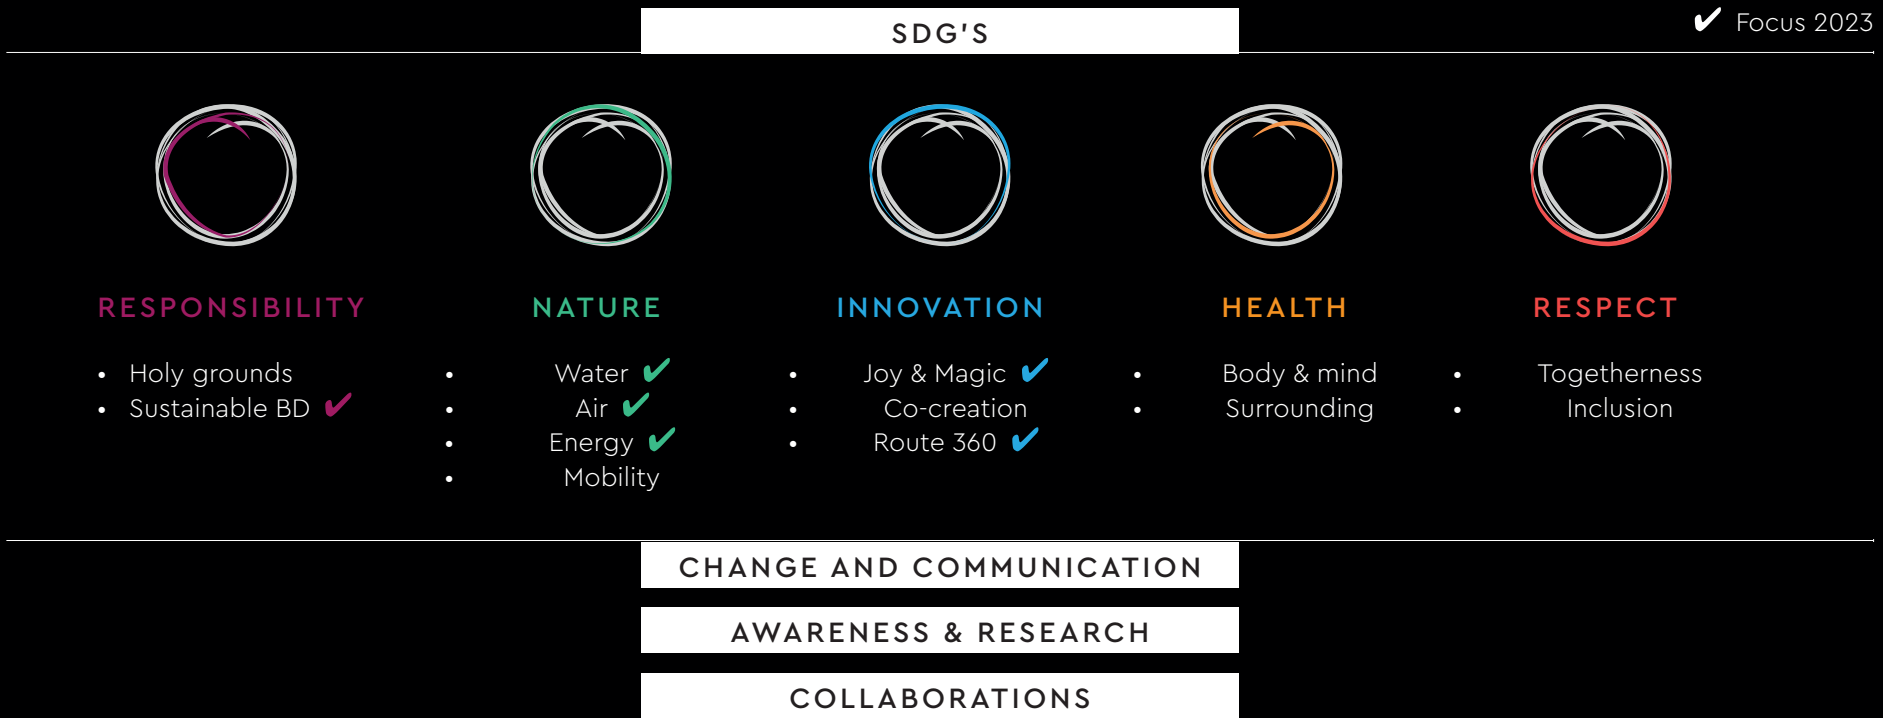 SDG'S
✔ Focus 2023
RESPONSIBILITY
• Holy grounds
• Sustainable BD ✔
NATURE
• Water ✔
• Air ✔
• Energy ✔
• Mobility
INNOVATION
• Joy & Magic ✔
• Co-creation
• Route 360 ✔
HEALTH
• Body & mind
• Surrounding
RESPECT
• Togetherness
• Inclusion
CHANGE AND COMMUNICATION
AWARENESS & RESEARCH
COLLABORATIONS